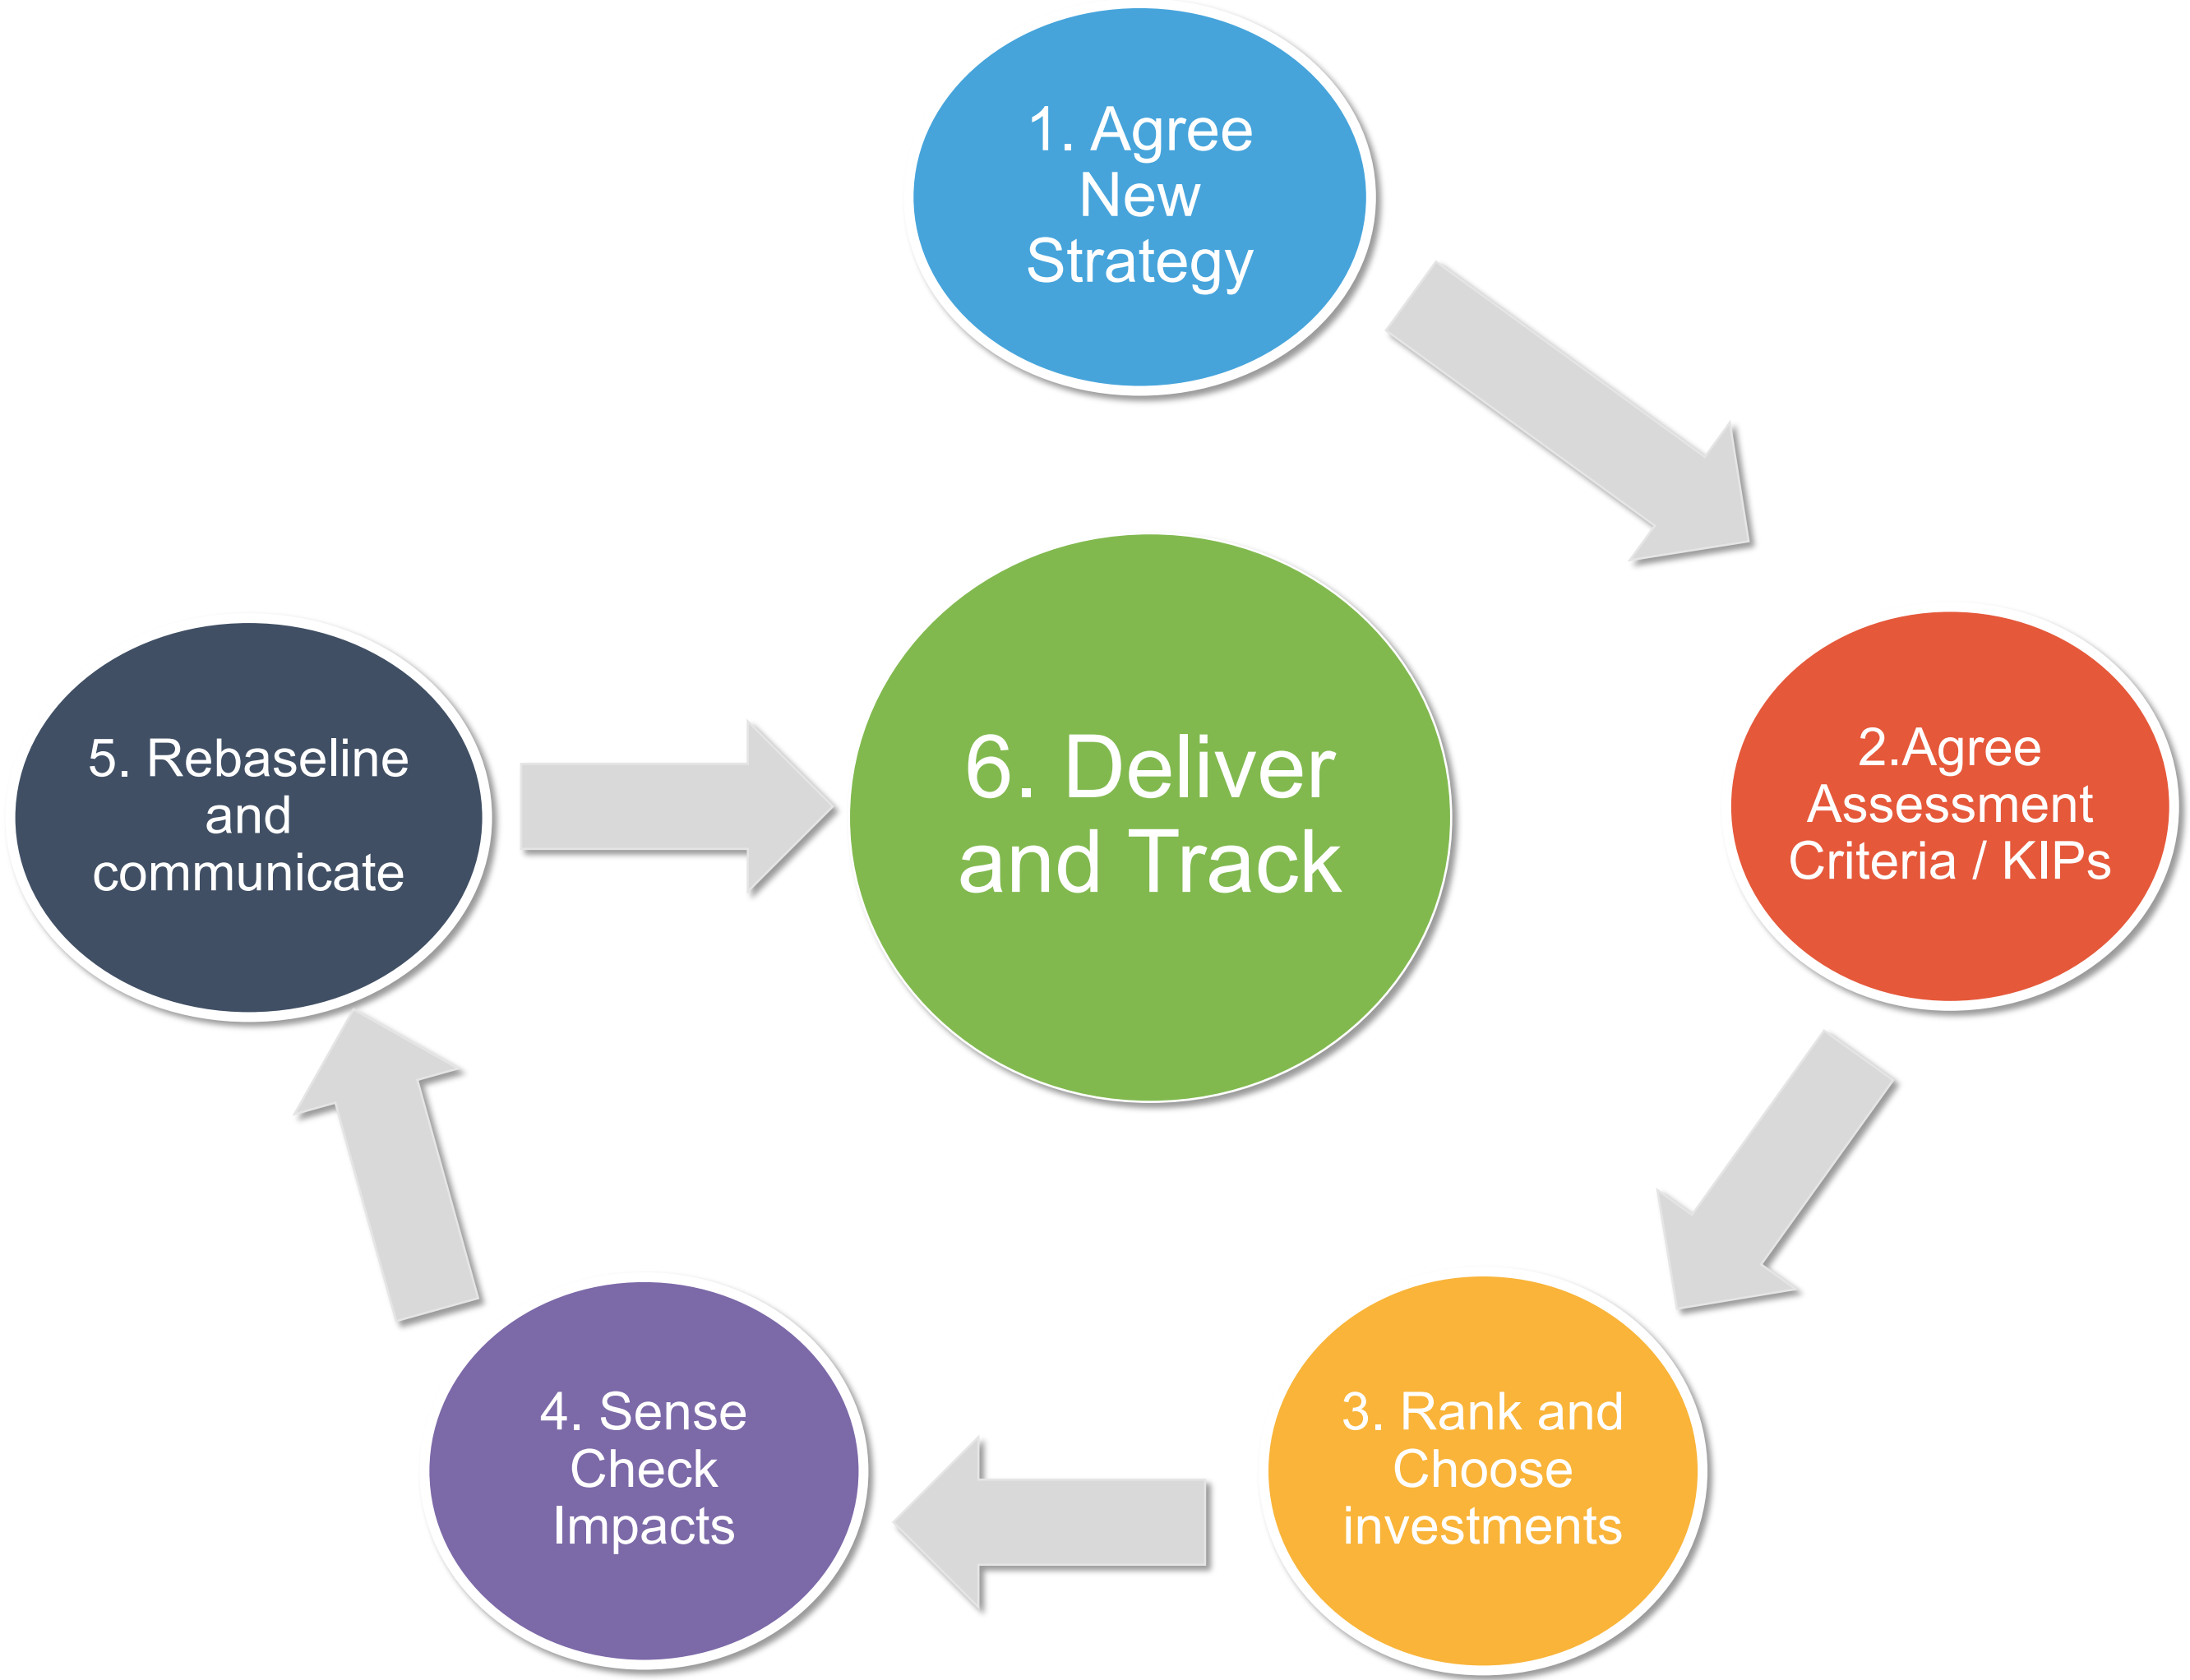 1. Agree
New
Strategy
2.Agree
Assessment
Criteria / KIPs
3. Rank and
Choose
investments
4. Sense
Check
Impacts
5. Rebaseline
and
communicate
6. Deliver
and Track